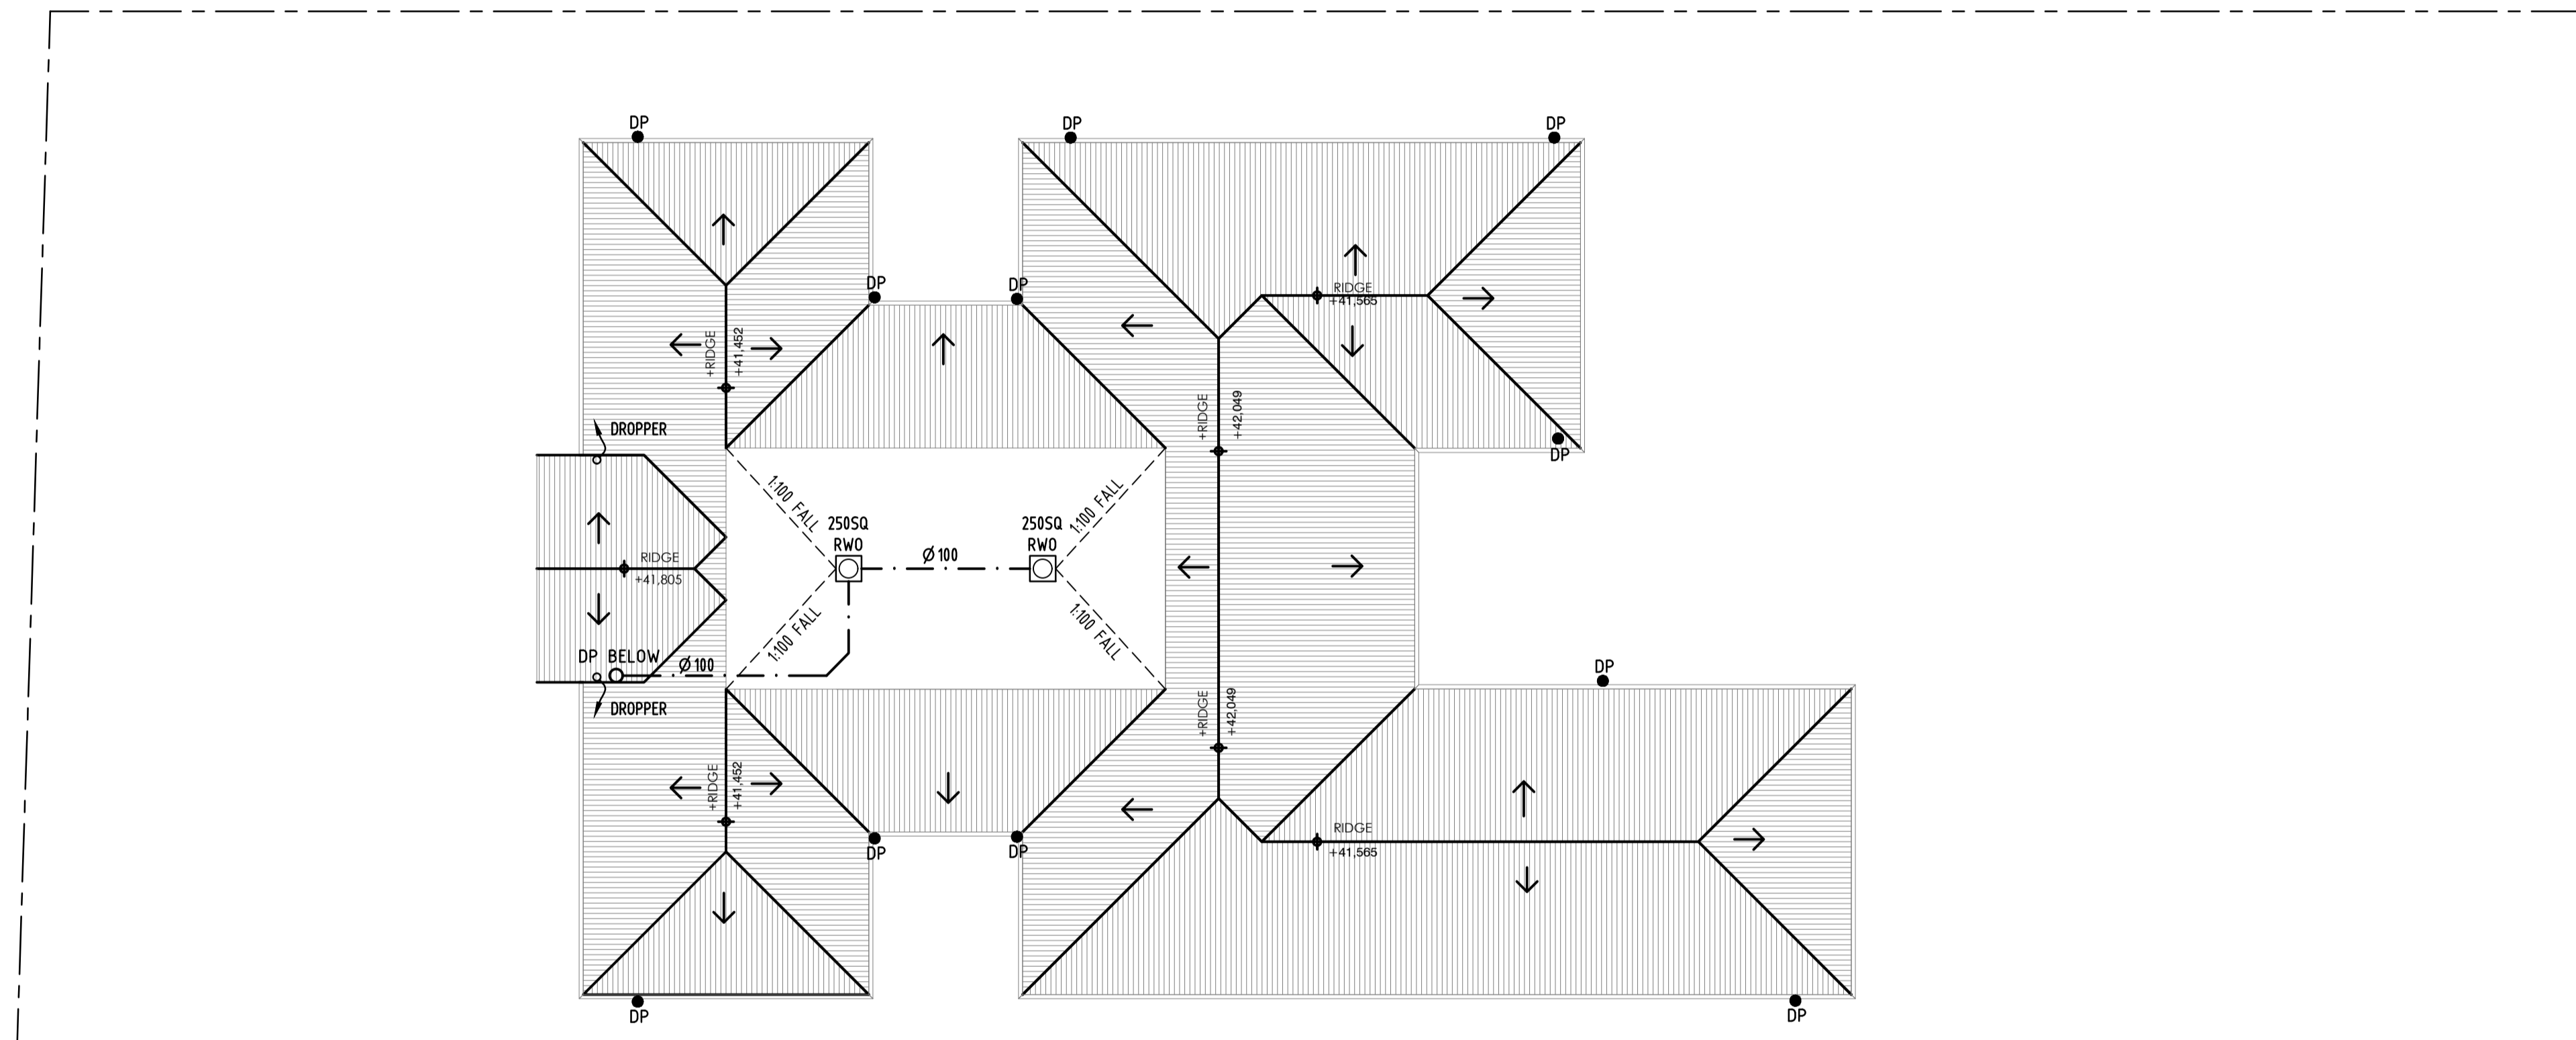 DP
DP
DP
DP
DP
RIDGE
+41,565
+RIDGE
+41,452
+RIDGE
+42,049
DROPPER
DP
1:100 FALL
1:100 FALL
250SQ
RWO
250SQ
RWO
Ø100
RIDGE
+41,805
1:100 FALL
1:100 FALL
DP BELOW
Ø100
DP
DROPPER
+RIDGE
+42,049
+RIDGE
+41,452
RIDGE
+41,565
DP
DP
DP
DP